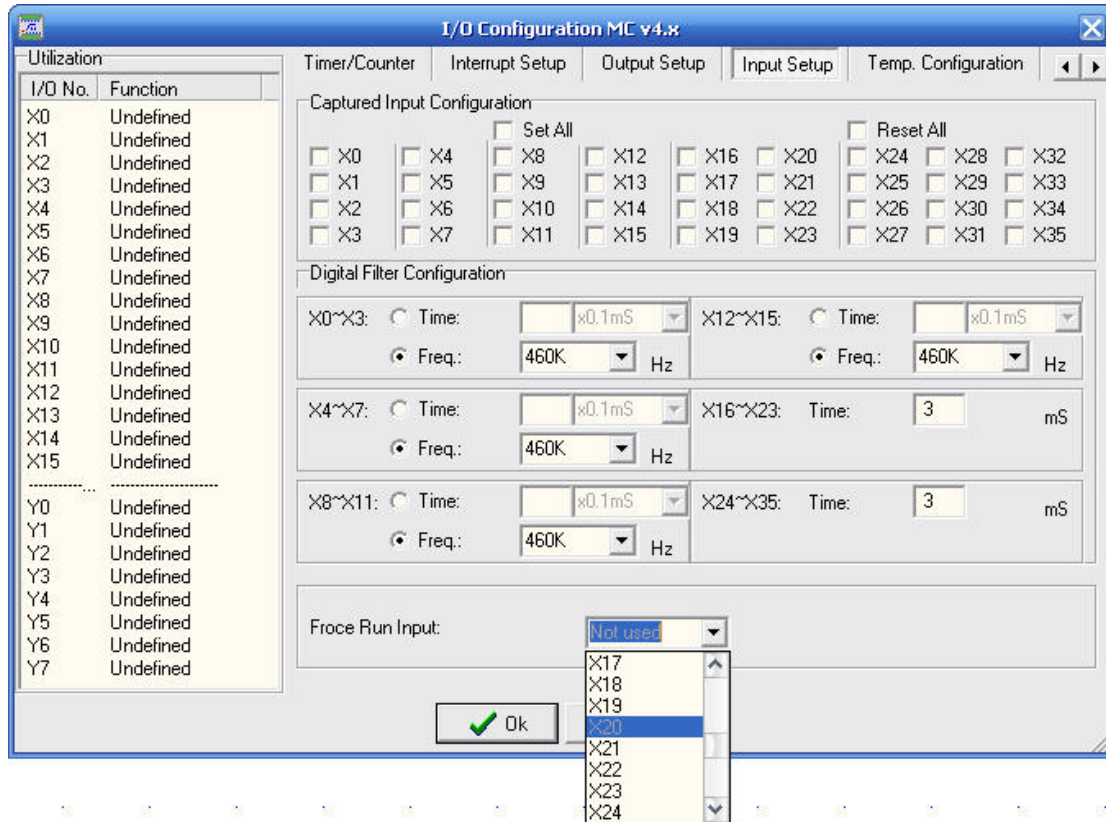 I/O Configuration MC v4.x
Utilization
I/O No. Function
X0 Undefined
X1 Undefined
X2 Undefined
X3 Undefined
X4 Undefined
X5 Undefined
X6 Undefined
X7 Undefined
X8 Undefined
X9 Undefined
X10 Undefined
X11 Undefined
X12 Undefined
X13 Undefined
X14 Undefined
X15 Undefined
----------... ---------------------
Y0 Undefined
Y1 Undefined
Y2 Undefined
Y3 Undefined
Y4 Undefined
Y5 Undefined
Y6 Undefined
Y7 Undefined
Timer/Counter Interrupt Setup Output Setup Input Setup Temp. Configuration
Captured Input Configuration
Set All Reset All
X0 X4 X8 X12 X16 X20 X24 X28 X32
X1 X5 X9 X13 X17 X21 X25 X29 X33
X2 X6 X10 X14 X18 X22 X26 X30 X34
X3 X7 X11 X15 X19 X23 X27 X31 X35
Digital Filter Configuration
X0~X3: Time: x0.1mS X12~X15: Time: x0.1mS
Freq.: 460K Hz Freq.: 460K Hz
X4~X7: Time: x0.1mS X16~X23: Time: 3 mS
Freq.: 460K Hz
X8~X11: Time: x0.1mS X24~X35: Time: 3 mS
Freq.: 460K Hz
Froce Run Input: Not used
X17
X18
X19
X20
X21
X22
X23
X24
Ok